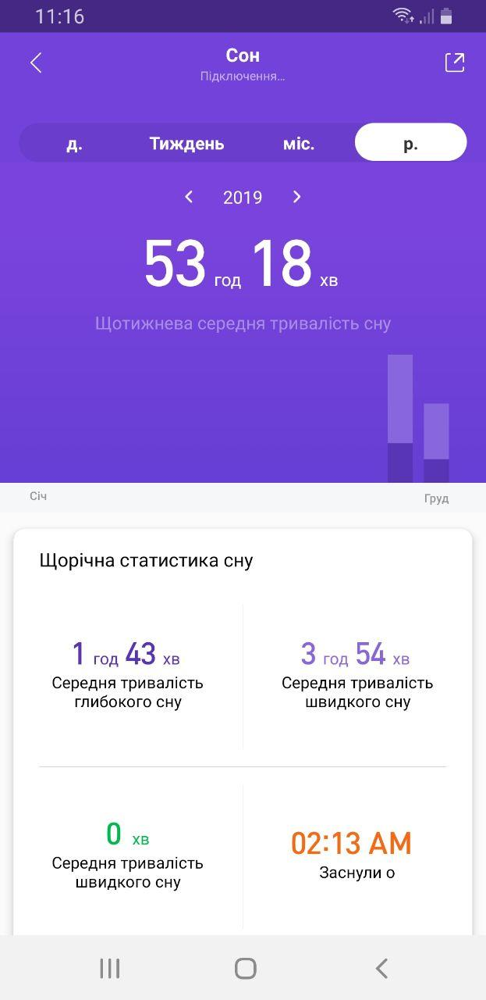 11:16
Сон
Підключення...
д. Тиждень міс. р.
2019
53 год 18 хв
Щотижнева середня тривалість сну
Січ Груд
Щорічна статистика сну
1 год 43 хв
Середня тривалість
глибокого сну
3 год 54 хв
Середня тривалість
швидкого сну
0 хв
Середня тривалість
швидкого сну
02:13 AM
Заснули о